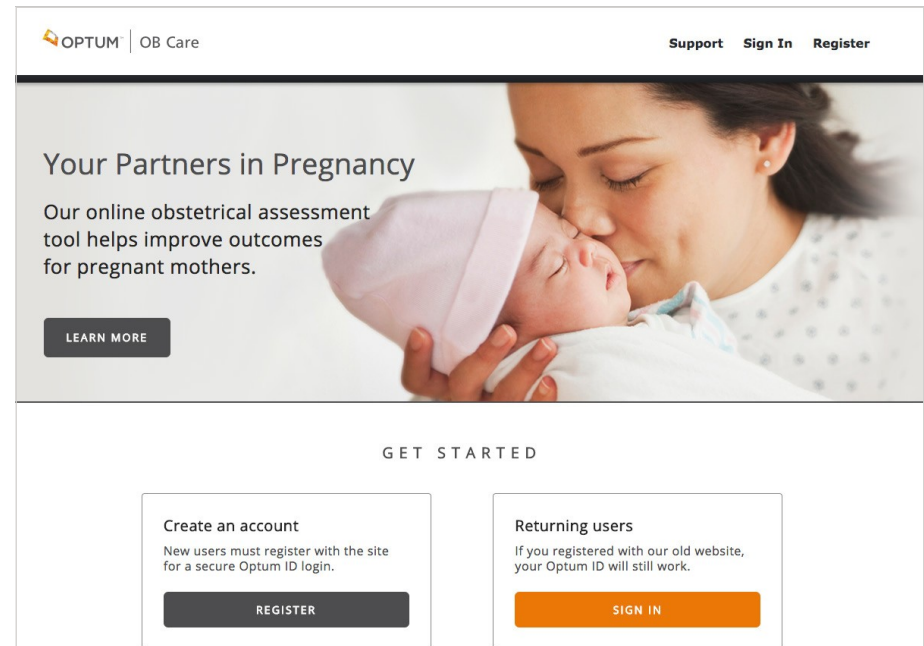 OPTUM™ | OB Care
Support Sign In Register
Your Partners in Pregnancy
Our online obstetrical assessment
tool helps improve outcomes
for pregnant mothers.
LEARN MORE
GET STARTED
Create an account
New users must register with the site
for a secure Optum ID login.
REGISTER
Returning users
If you registered with our old website,
your Optum ID will still work.
SIGN IN